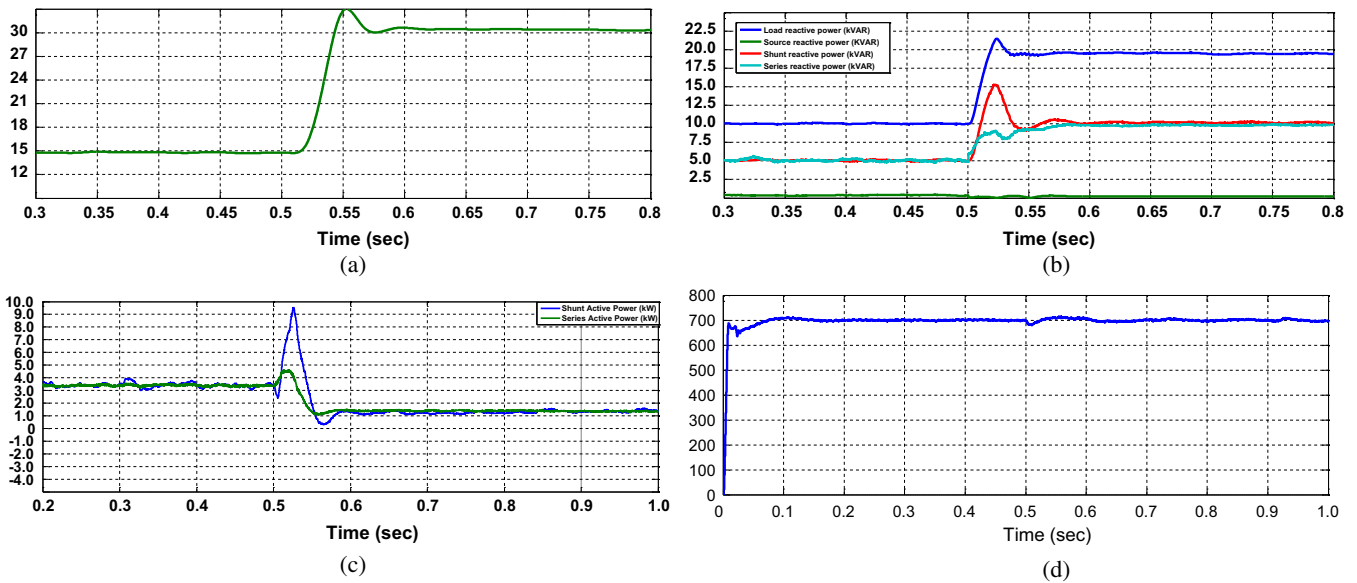 30
27
24
21
18
15
12
0.3 0.35 0.4 0.45 0.5 0.55 0.6 0.65 0.7 0.75 0.8
Time (sec)
(a)
22.5
20.0
17.5
15.0
12.5
10.0
7.5
5.0
2.5
Load reactive power (kVAR)
Source reactive power (KVAR)
Shunt reactive power (kVAR)
Series reactive power (kVAR)
0.3 0.35 0.4 0.45 0.5 0.55 0.6 0.65 0.7 0.75 0.8
Time (sec)
(b)
10.0
9.0
8.0
7.0
6.0
5.0
4.0
3.0
2.0
1.0
0
-1.0
-2.0
-3.0
-4.0
Shunt Active Power (kW)
Series Active Power (kW)
0.2 0.3 0.4 0.5 0.6 0.7 0.8 0.9 1.0
Time (sec)
(c)
800
700
600
500
400
300
200
100
0
0 0.1 0.2 0.3 0.4 0.5 0.6 0.7 0.8 0.9 1.0
Time (sec)
(d)